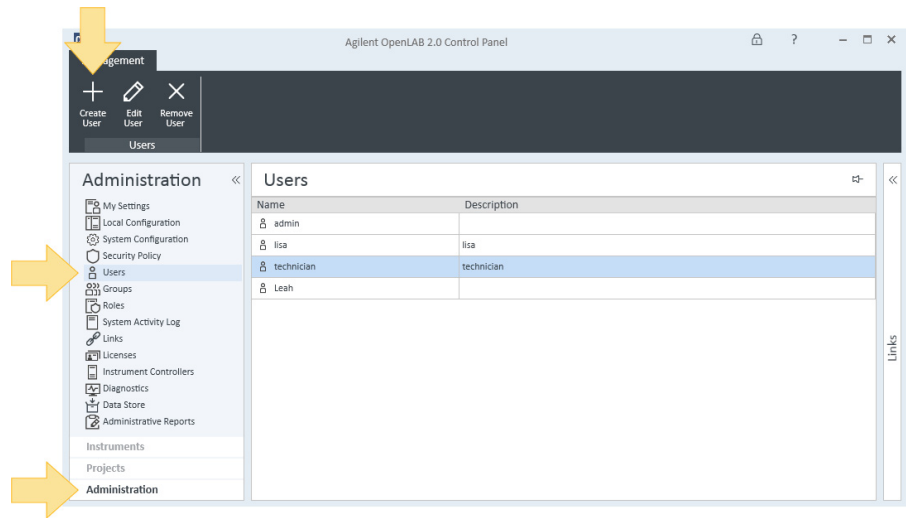 Agilent OpenLAB 2.0 Control Panel
?
agement
Create User
Edit User
Remove User
Users
Administration
My Settings
Local Configuration
System Configuration
Security Policy
Users
Groups
Roles
System Activity Log
Links
Licenses
Instrument Controllers
Diagnostics
Data Store
Administrative Reports
Instruments
Projects
Administration
Users
Name Description
admin
lisa lisa
technician technician
Leah
Links